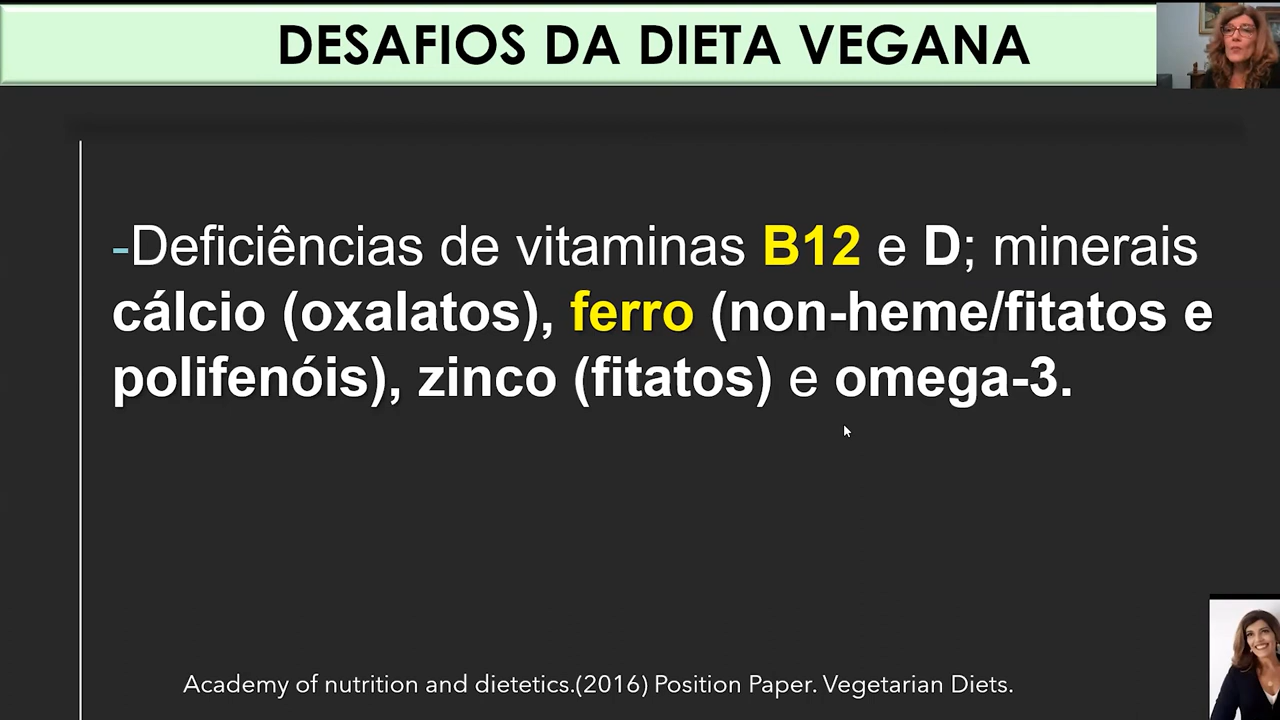 DESAFIOS DA DIETA VEGANA
-Deficiências de vitaminas B12 e D; minerais
cálcio (oxalatos), ferro (non-heme/fitatos e
polifenóis), zinco (fitatos) e omega-3.
Academy of nutrition and dietetics.(2016) Position Paper. Vegetarian Diets.